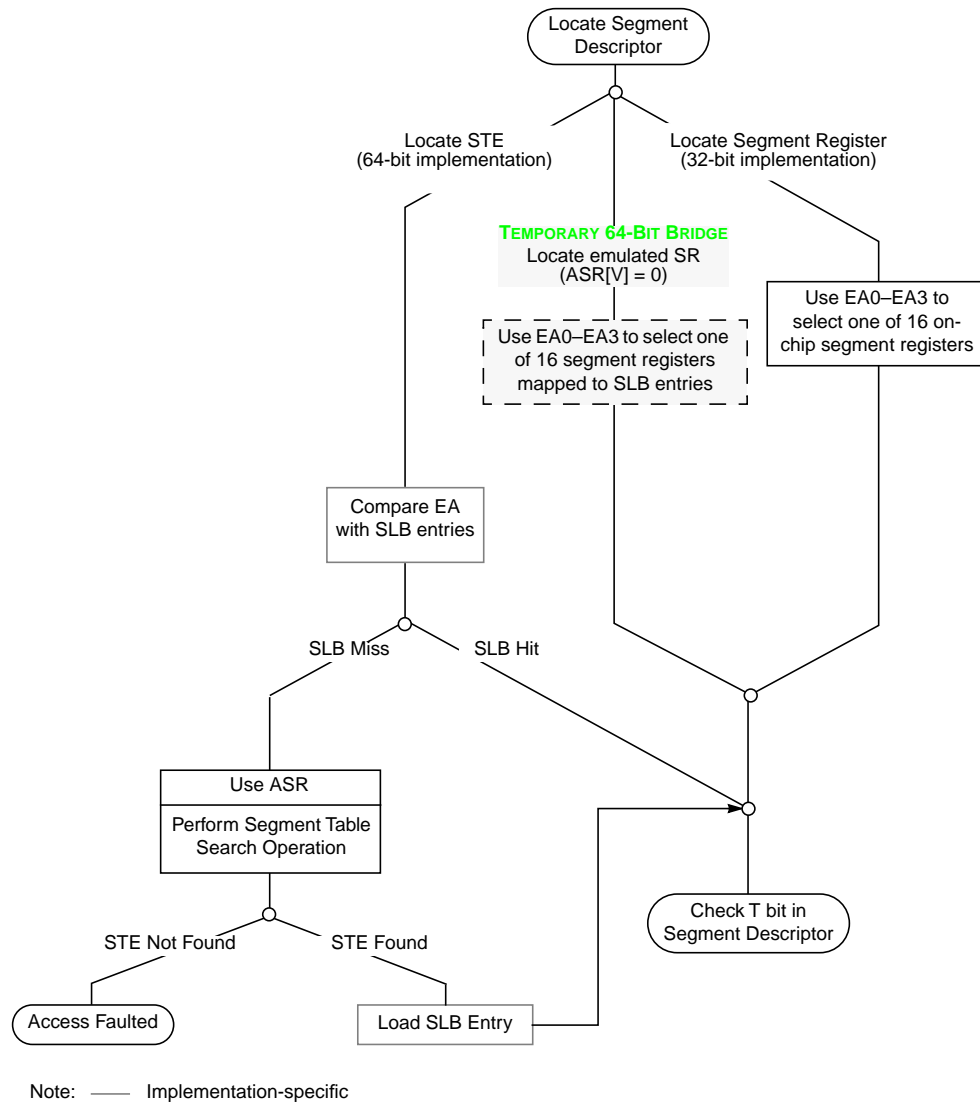 Locate Segment
Descriptor
Locate STE
(64-bit implementation)
Locate Segment Register
(32-bit implementation)
TEMPORARY 64-BIT BRIDGE
Locate emulated SR
(ASR[V] = 0)
Use EA0–EA3 to
select one of 16 on-
chip segment registers
Use EA0–EA3 to select one
of 16 segment registers
mapped to SLB entries
Compare EA
with SLB entries
SLB Miss
SLB Hit
Use ASR
Perform Segment Table
Search Operation
Check T bit in
Segment Descriptor
STE Not Found
STE Found
Access Faulted
Load SLB Entry
Note: Implementation-specific